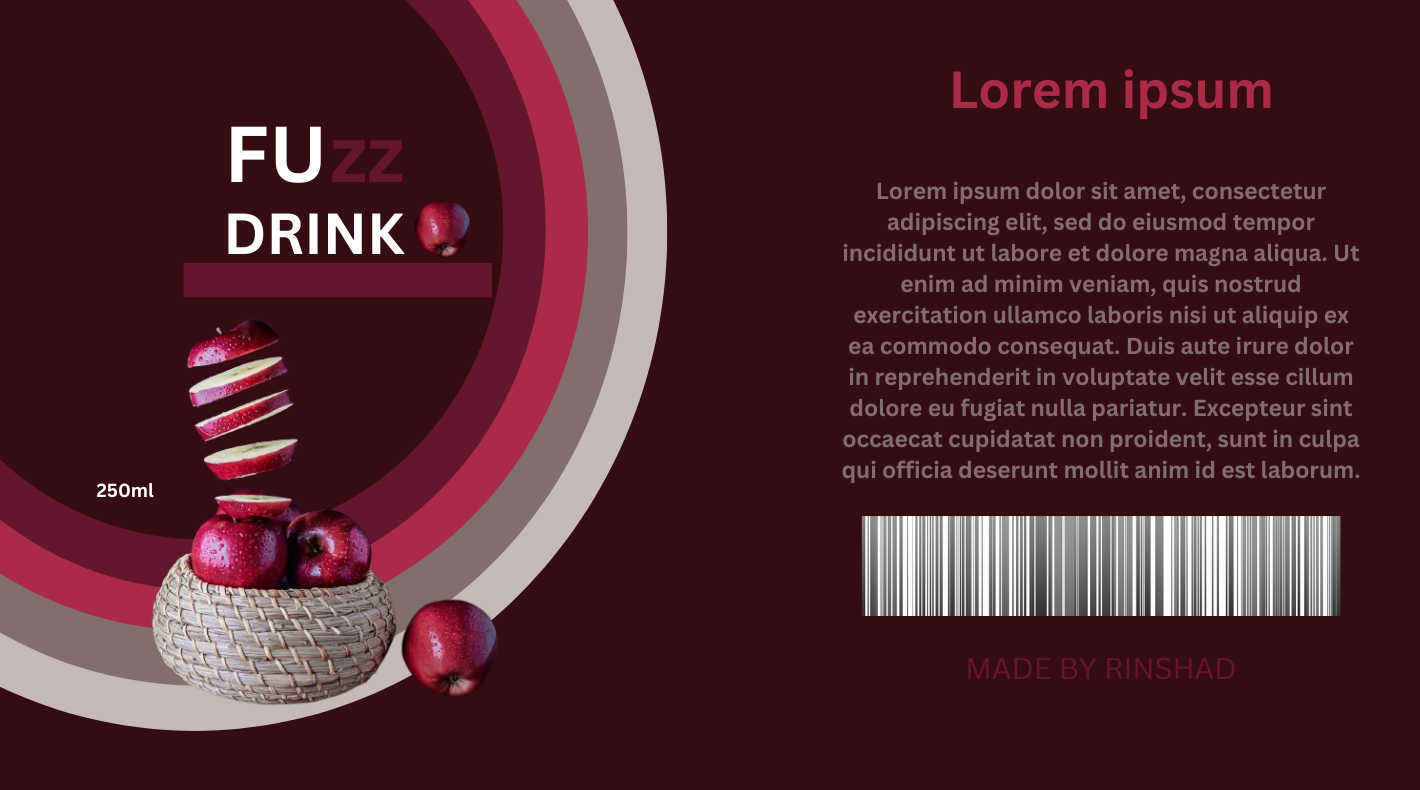 FUzz
DRINK
250ml
Lorem ipsum
Lorem ipsum dolor sit amet, consectetur
adipiscing elit, sed do eiusmod tempor
incididunt ut labore et dolore magna aliqua. Ut
enim ad minim veniam, quis nostrud
exercitation ullamco laboris nisi ut aliquip ex
ea commodo consequat. Duis aute irure dolor
in reprehenderit in voluptate velit esse cillum
dolore eu fugiat nulla pariatur. Excepteur sint
occaecat cupidatat non proident, sunt in culpa
qui officia deserunt mollit anim id est laborum.
MADE BY RINSHAD